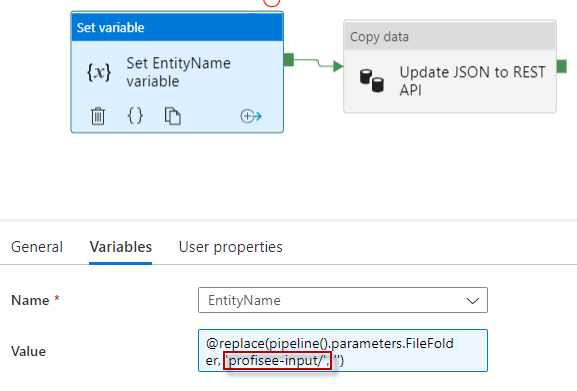 Set variable
{x}
Set EntityName
variable
{}
Copy data
Update JSON to REST
API
General
Variables
User properties
Name *
EntityName
Value
@replace(pipeline().parameters.FileFold
er, 'profisee-input/', '')